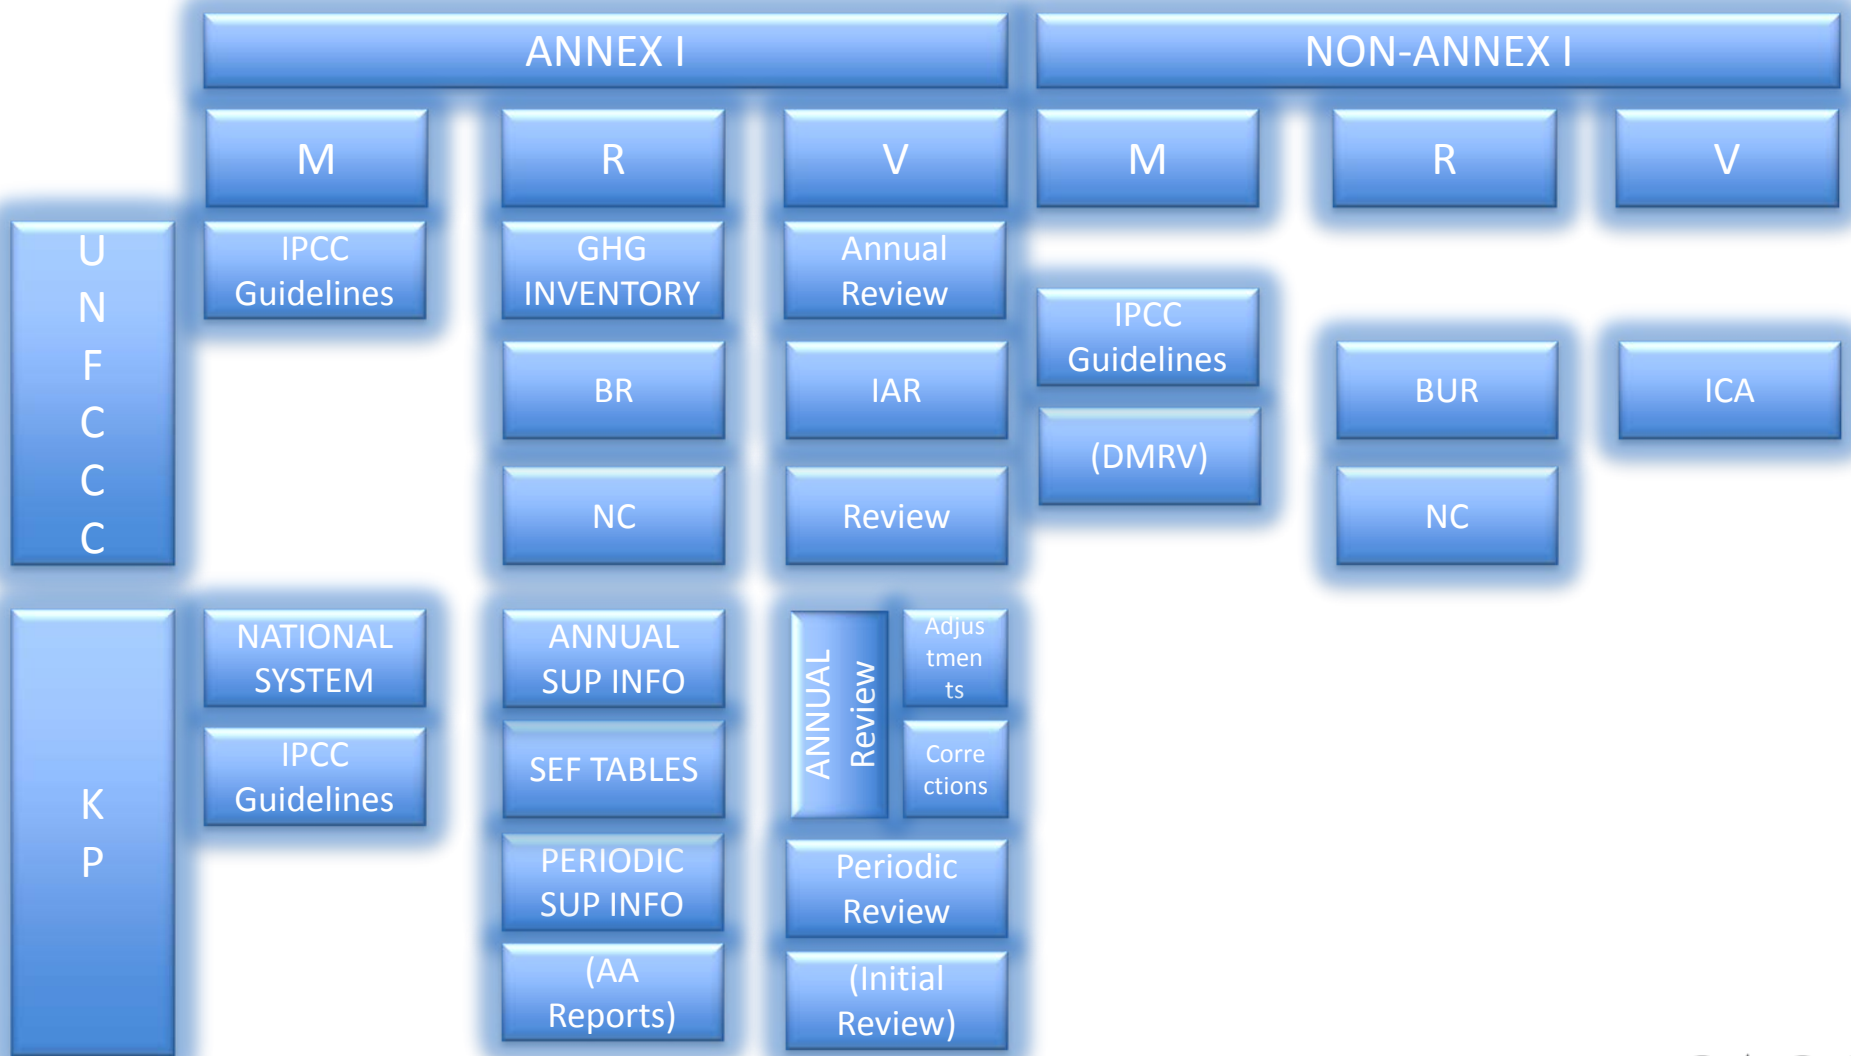 ANNEX I
NON-ANNEX I
M
R
V
M
R
V
U
N
F
C
C
C
IPCC
Guidelines
GHG
INVENTORY
Annual
Review
IPCC
Guidelines
BR
IAR
BUR
ICA
(DMRV)
NC
Review
NC
K
P
NATIONAL
SYSTEM
ANNUAL
SUP INFO
ANNUAL
Review
Adjus
tmen
ts
IPCC
Guidelines
SEF TABLES
Corre
ctions
PERIODIC
SUP INFO
Periodic
Review
(AA
Reports)
(Initial
Review)